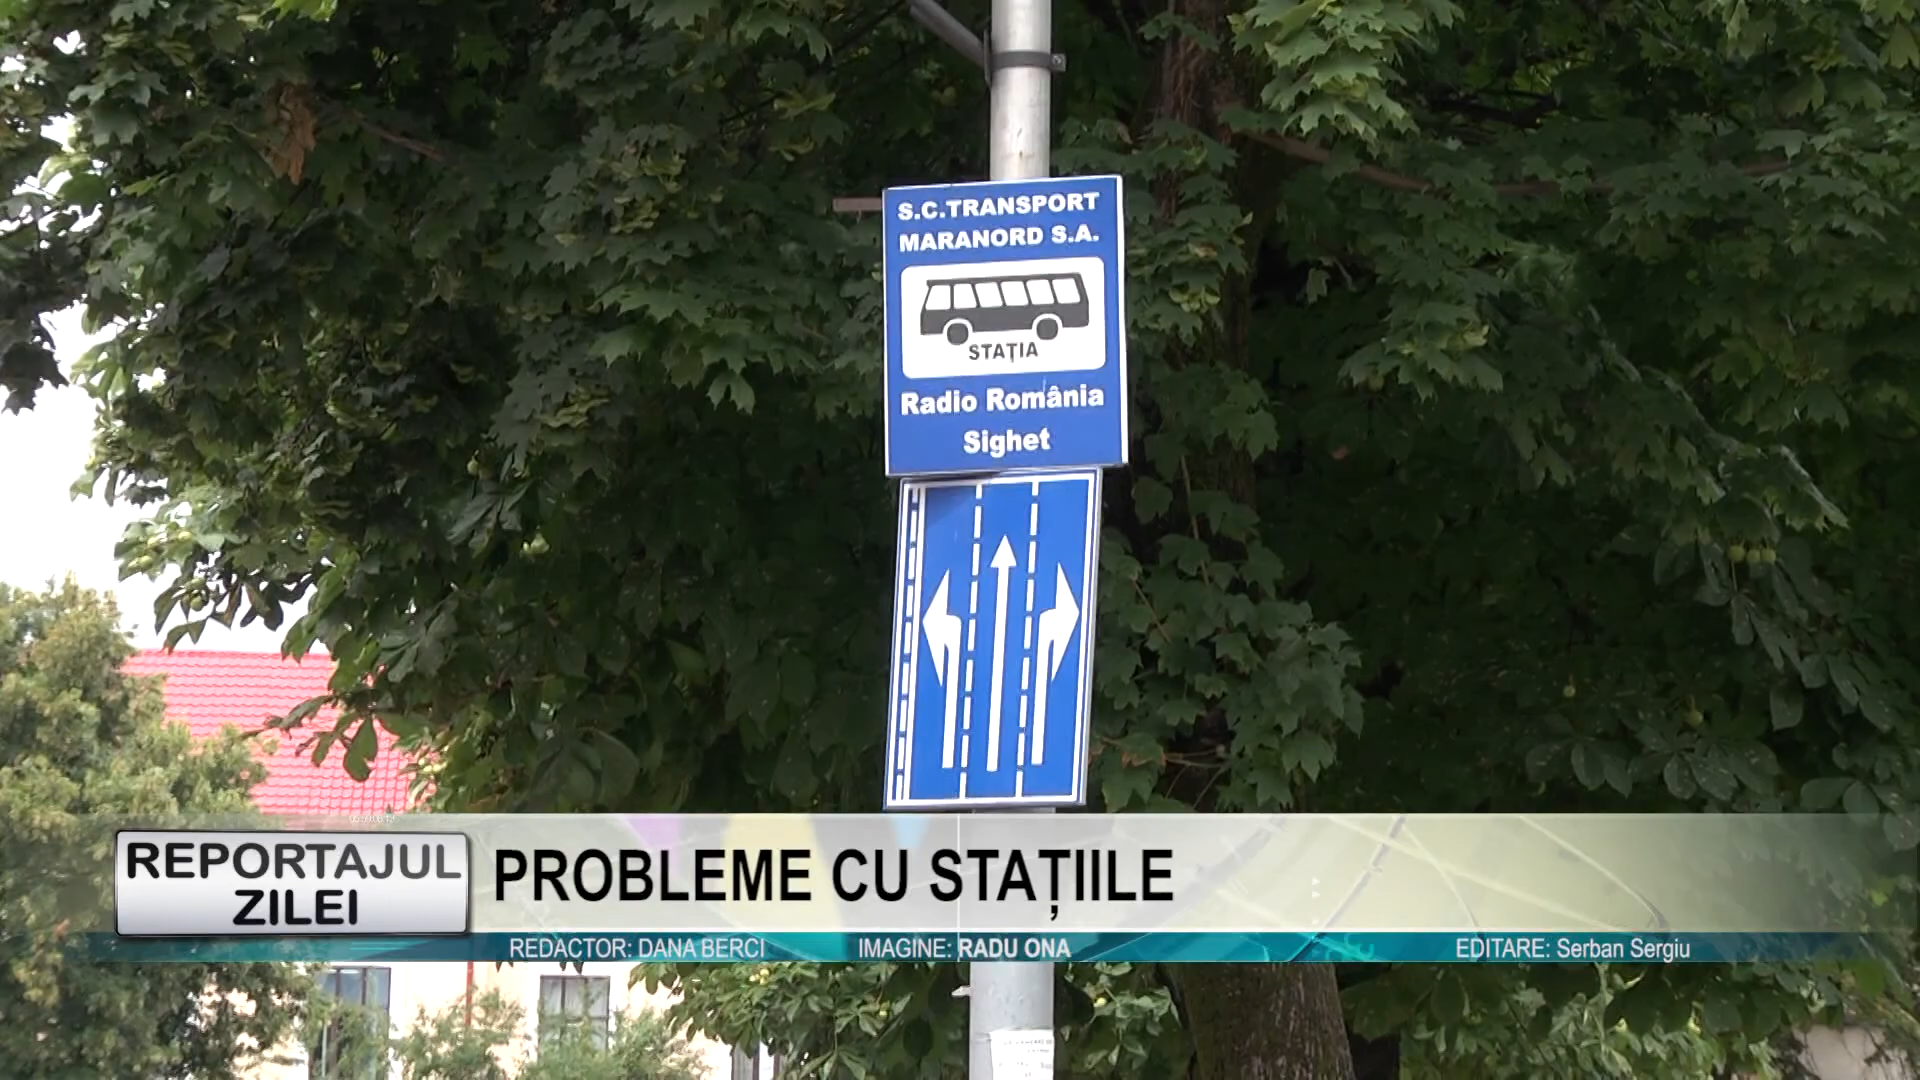 S.C.TRANSPORT
MARANORD S.A.
STAȚIA
Radio România
Sighet
REPORTAJUL
ZILEI
PROBLEME CU STAȚIILE
REDACTOR: DANA BERCI IMAGINE: RADU ONA EDITARE: Serban Sergiu